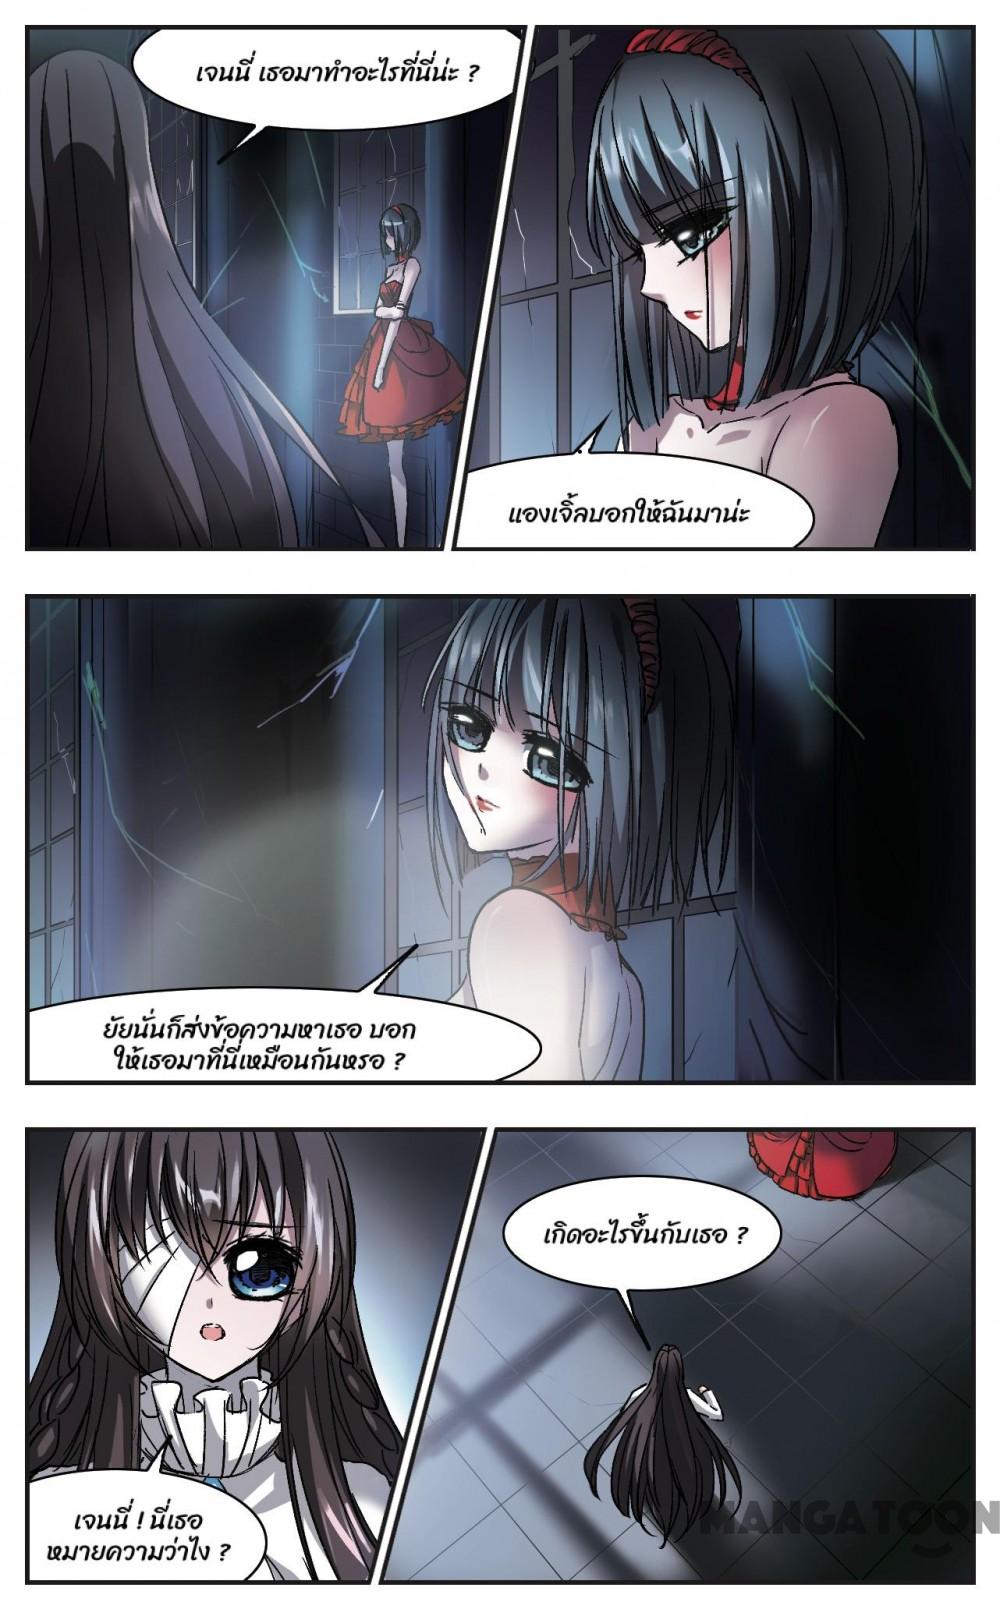 เจนนี่ เธอมาทำอะไรที่นี่น่ะ ?
แองเจิ้ลบอกให้ฉันมาน่ะ
ยัยนั่นก็ส่งข้อความหาเธอ บอก
ให้เธอมาที่นี่เหมือนกันหรอ ?
เกิดอะไรขึ้นกับเธอ ?
เจนนี่ ! นี่เธอ
หมายความว่าไง ?
MANGA TOON